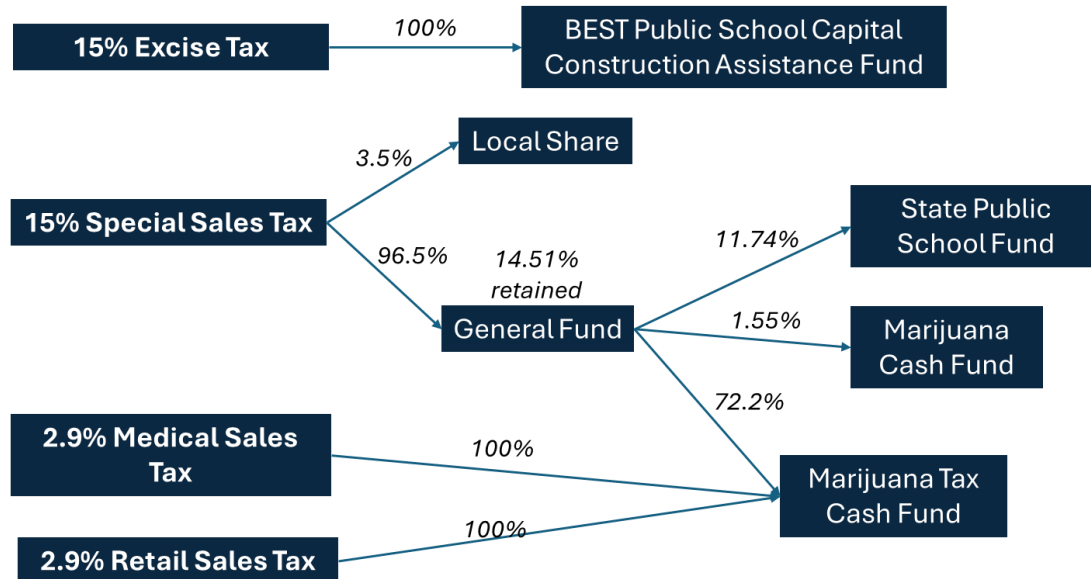 15% Excise Tax
100%
BEST Public School Capital
Construction Assistance Fund
Local Share
3.5%
15% Special Sales Tax
96.5%
14.51%
retained
General Fund
11.74%
State Public
School Fund
1.55%
Marijuana
Cash Fund
72.2%
2.9% Medical Sales
Tax
100%
Marijuana Tax
Cash Fund
100%
2.9% Retail Sales Tax